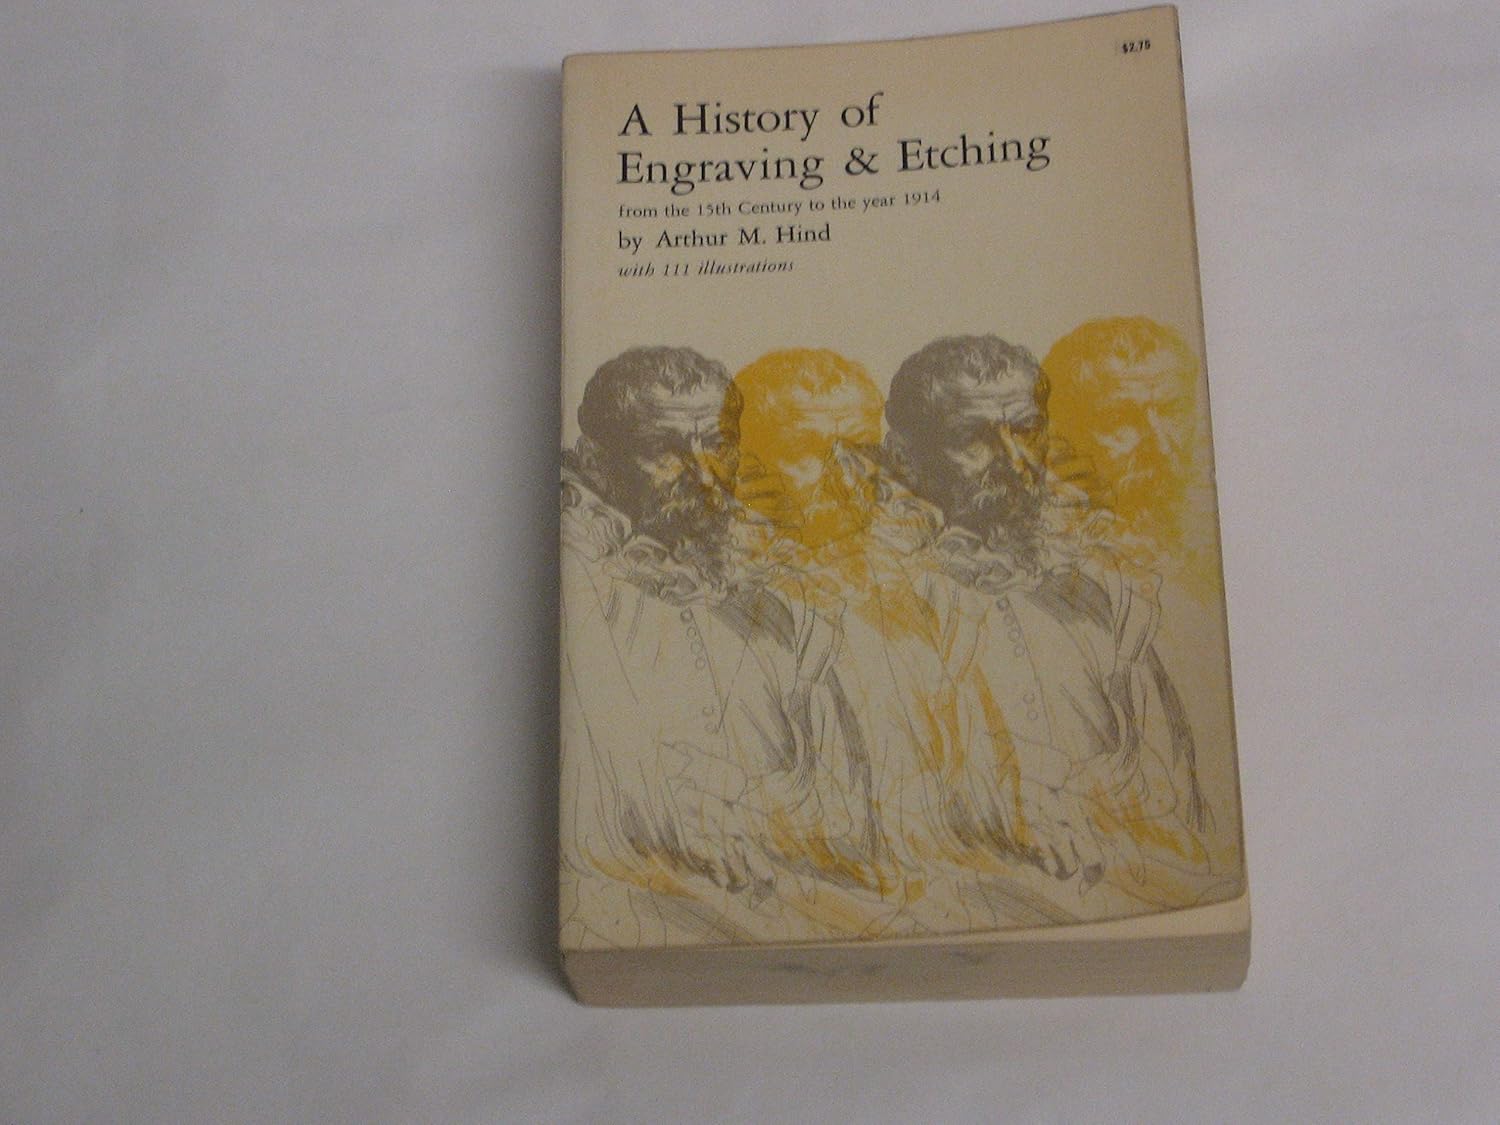 $2.75
A History of
Engraving & Etching
from the 15th Century to the year 1914
by Arthur M. Hind
with 111 illustrations